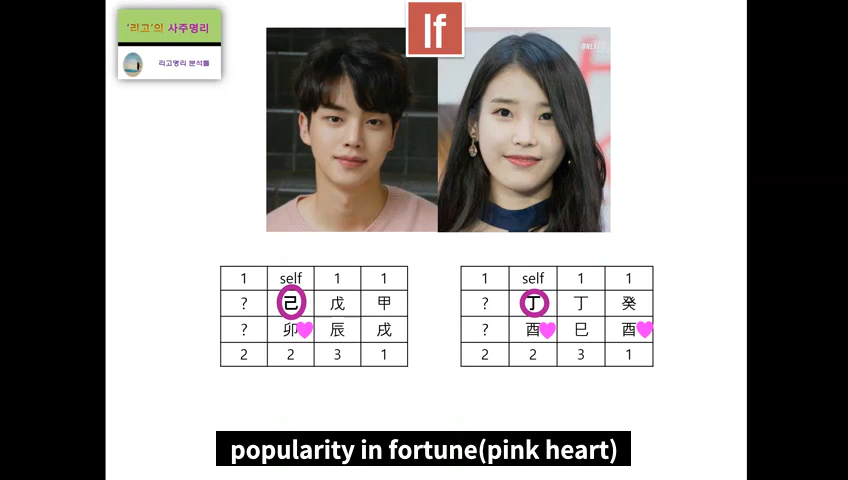 If
'리고'의 사주명리
리고명리 분석틀
1 self 1 1
? 己 戊 甲
? 卯 辰 戌
2 2 3 1
1 self 1 1
? 丁 丁 癸
? 酉 巳 酉
2 2 3 1
popularity in fortune(pink heart)